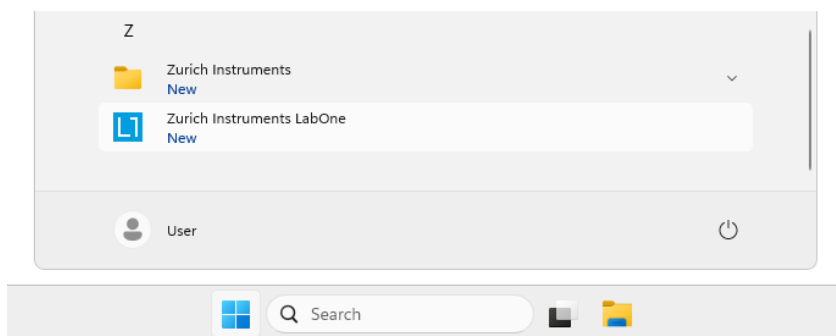 Z
Zurich Instruments
New
Zurich Instruments LabOne
New
User
Search